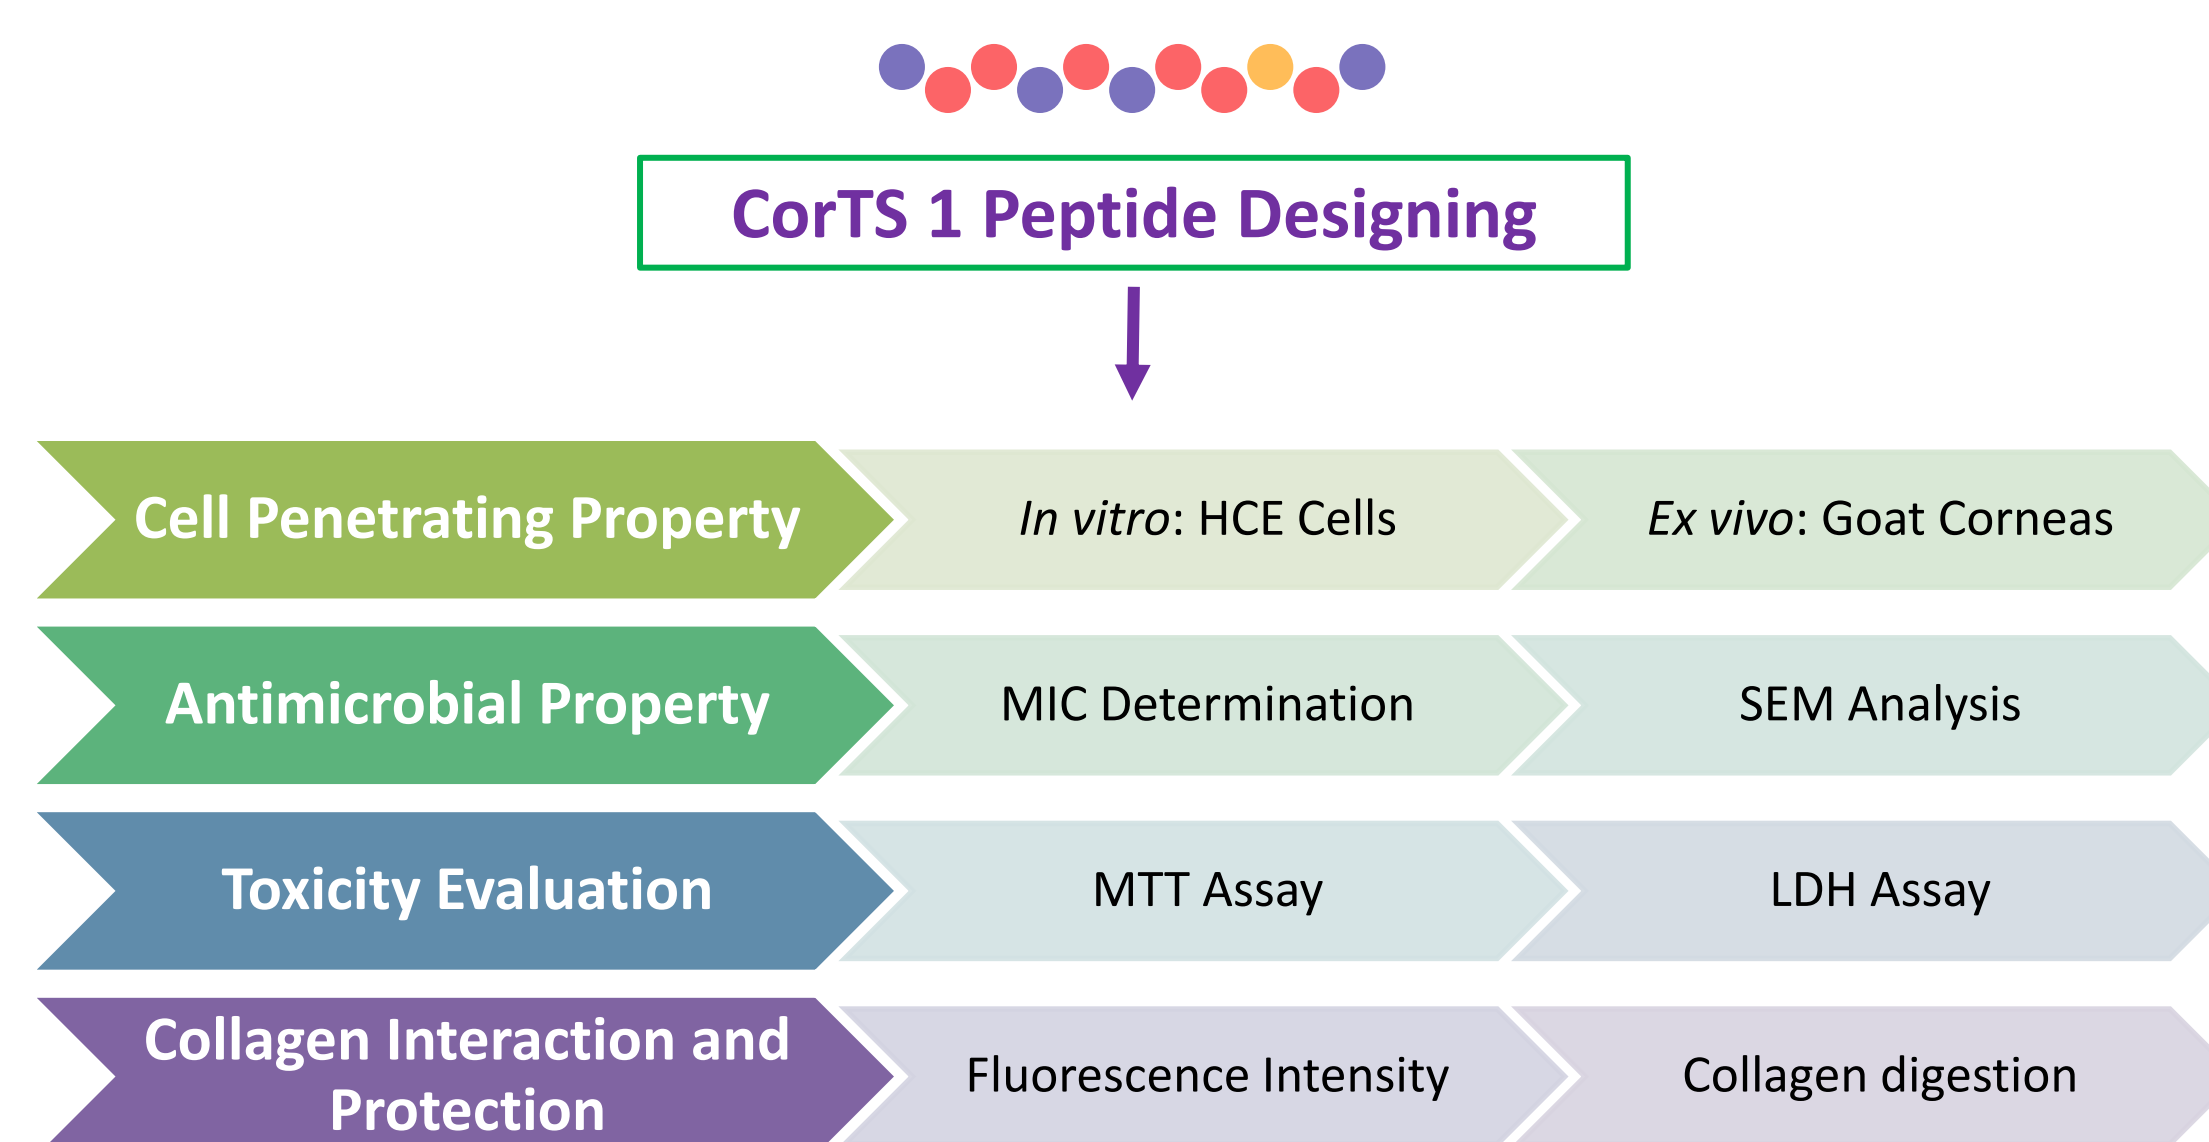 CorTS 1 Peptide Designing
Cell Penetrating Property
In vitro: HCE Cells
Ex vivo: Goat Corneas
Antimicrobial Property
MIC Determination
SEM Analysis
Toxicity Evaluation
MTT Assay
LDH Assay
Collagen Interaction and
Protection
Fluorescence Intensity
Collagen digestion